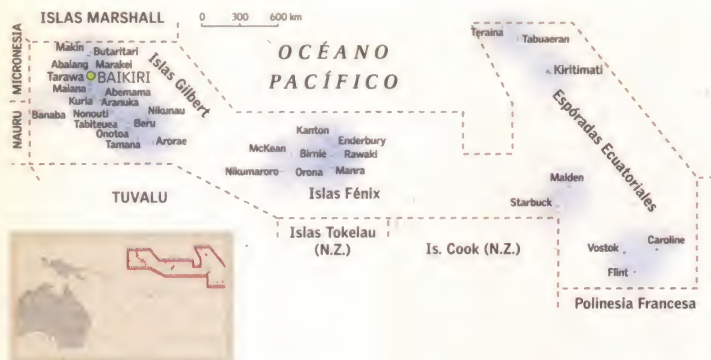 ISLAS MARSHALL
0 300 600 km
MICRONESIA
NAURU
Makin
Butaritari
Abaiang Marakei
Tarawa BAIKIRI
Maiana Abemama
Kuria Aranuka
Banaba Nonouti Nikunau
Tabiteuea Beru
Onotoa
Tamana Arorae
Islas Gilbert
OCÉANO
PACÍFICO
Kanton
Enderbury
McKean Birnie Rawaki
Nikumaroro Orona Manra
Islas Fénix
TUVALU
Islas Tokelau
(N.Z.)
Is. Cook (N.Z.)
Teraina
Tabuaeran
Kiritimati
Espóradas Ecuatoriales
Malden
Starbuck
Vostok Caroline
Flint
Polinesia Francesa